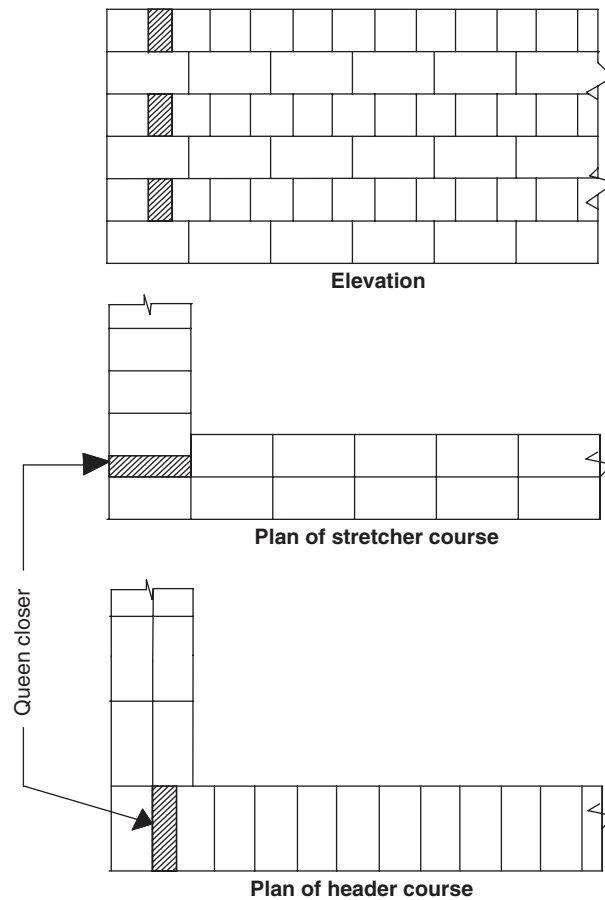 Elevation
Plan of stretcher course
Queen closer
Plan of header course